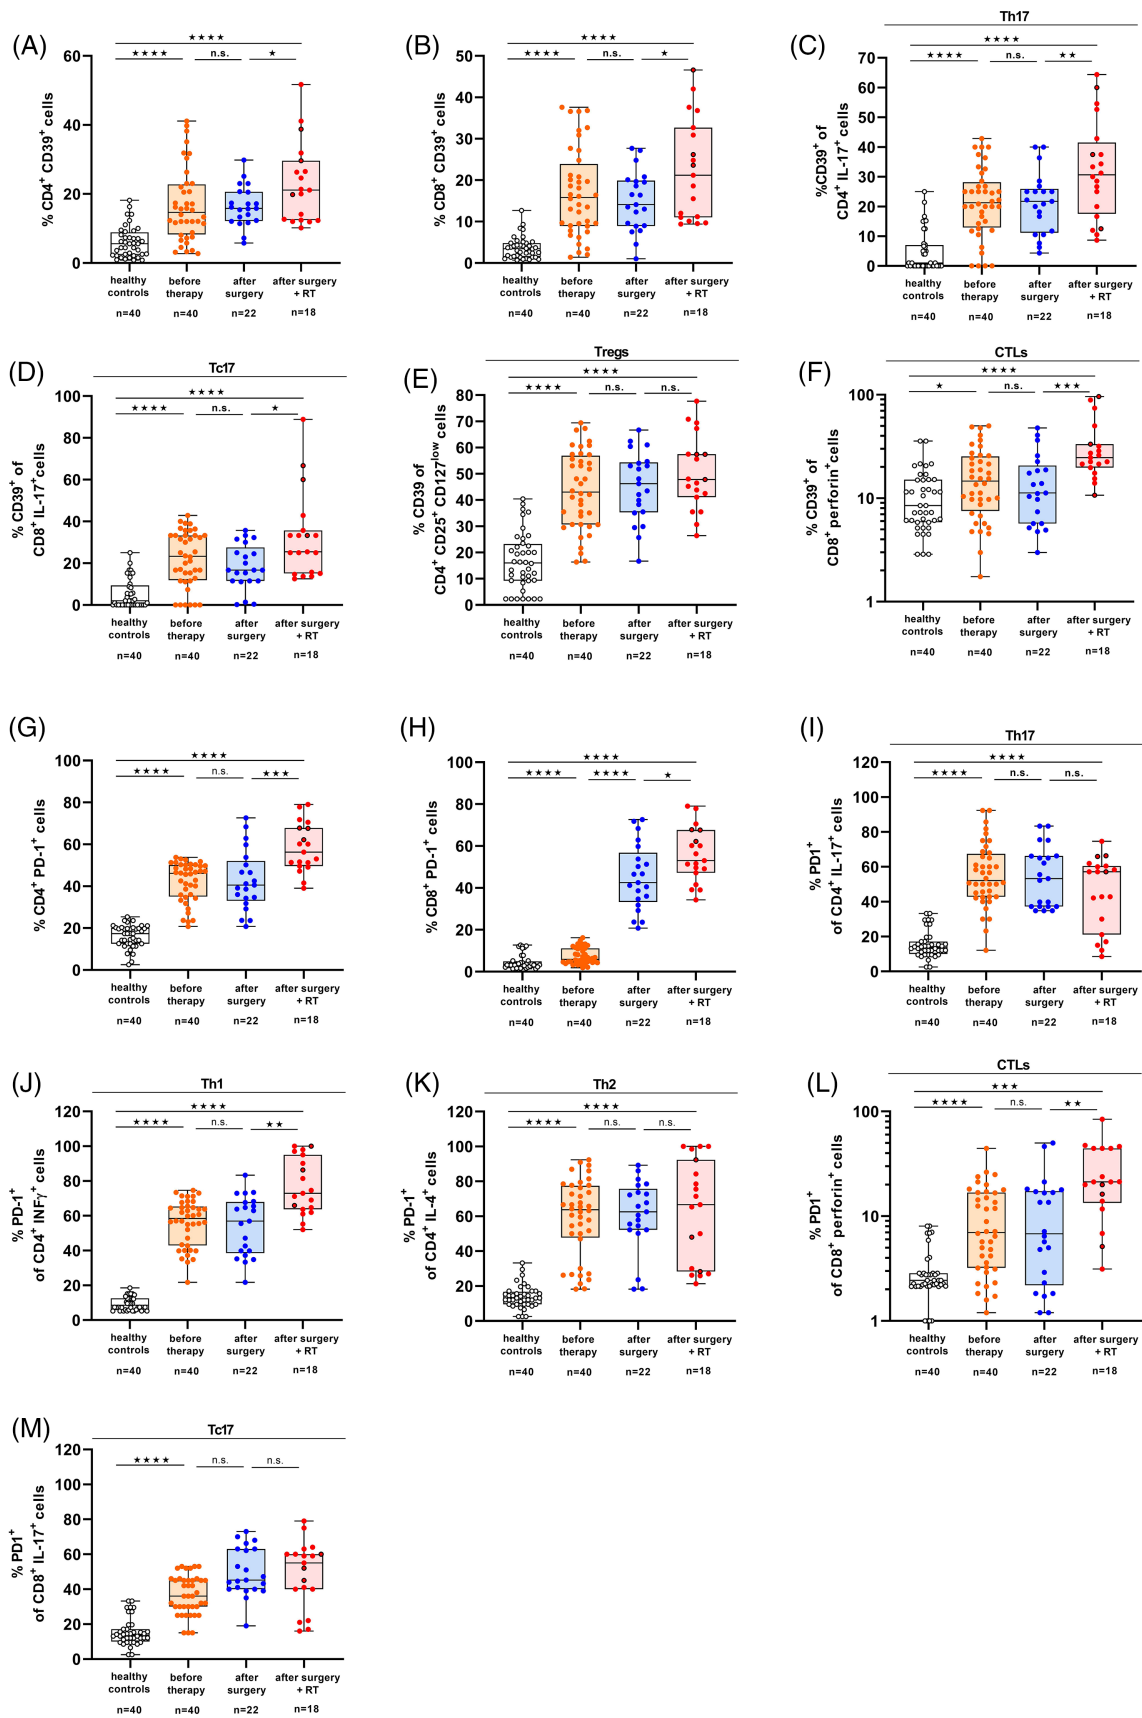 (A)
★★★★
★★★★ n.s. ★
% CD4+ CD39+ cells
60
40
20
0
healthy controls
before therapy
after surgery
after surgery + RT
n=40 n=40 n=22 n=18
(B)
★★★★
★★★★ n.s. ★
% CD8+ CD39+ cells
50
40
30
20
10
0
healthy controls
before therapy
after surgery
after surgery + RT
n=40 n=40 n=22 n=18
(C)
Th17
★★★★
★★★★ n.s. ★★
%CD39+ of
CD4+ IL-17+ cells
70
60
50
40
30
20
10
0
healthy controls
before therapy
after surgery
after surgery + RT
n=40 n=40 n=22 n=18
(D)
Tc17
★★★★
★★★★ n.s. ★
% CD39+ of
CD8+ IL-17+cells
100
80
60
40
20
0
healthy controls
before therapy
after surgery
after surgery + RT
n=40 n=40 n=22 n=18
(E)
Tregs
★★★★
★★★★ n.s. n.s.
% CD39 of
CD4+ CD25+ CD127low cells
80
70
60
50
40
30
20
10
0
healthy controls
before therapy
after surgery
after surgery + RT
n=40 n=40 n=22 n=18
(F)
CTLs
★★★★
★ n.s. ★★★
% CD39+ of
CD8+ perforin+cells
100
10
1
healthy controls
before therapy
after surgery
after surgery + RT
n=40 n=40 n=22 n=18
(G)
★★★★
★★★★ n.s. ★★★
% CD4+ PD-1+ cells
100
80
60
40
20
0
healthy controls
before therapy
after surgery
after surgery + RT
n=40 n=40 n=22 n=18
(H)
★★★★
★★★★ ★★★★ ★
% CD8+ PD-1+ cells
100
80
60
40
20
0
healthy controls
before therapy
after surgery
after surgery + RT
n=40 n=40 n=22 n=18
(I)
Th17
★★★★
★★★★ n.s. n.s.
% PD1+
of CD4+ IL-17+ cells
120
100
80
60
40
20
0
healthy controls
before therapy
after surgery
after surgery + RT
n=40 n=40 n=22 n=18
(J)
Th1
★★★★
★★★★ n.s. ★★
% PD-1+
of CD4+ INFγ+ cells
120
100
80
60
40
20
0
healthy controls
before therapy
after surgery
after surgery + RT
n=40 n=40 n=22 n=18
(K)
Th2
★★★★
★★★★ n.s. n.s.
% PD-1+
of CD4+ IL-4+ cells
120
100
80
60
40
20
0
healthy controls
before therapy
after surgery
after surgery + RT
n=40 n=40 n=22 n=18
(L)
CTLs
★★★
★★★★ n.s. ★★
% PD1+
of CD8+ perforin+ cells
100
10
1
healthy controls
before therapy
after surgery
after surgery + RT
n=40 n=40 n=22 n=18
(M)
Tc17
★★★★ n.s. n.s.
% PD1+
of CD8+ IL-17+ cells
120
100
80
60
40
20
0
healthy controls
before therapy
after surgery
after surgery + RT
n=40 n=40 n=22 n=18